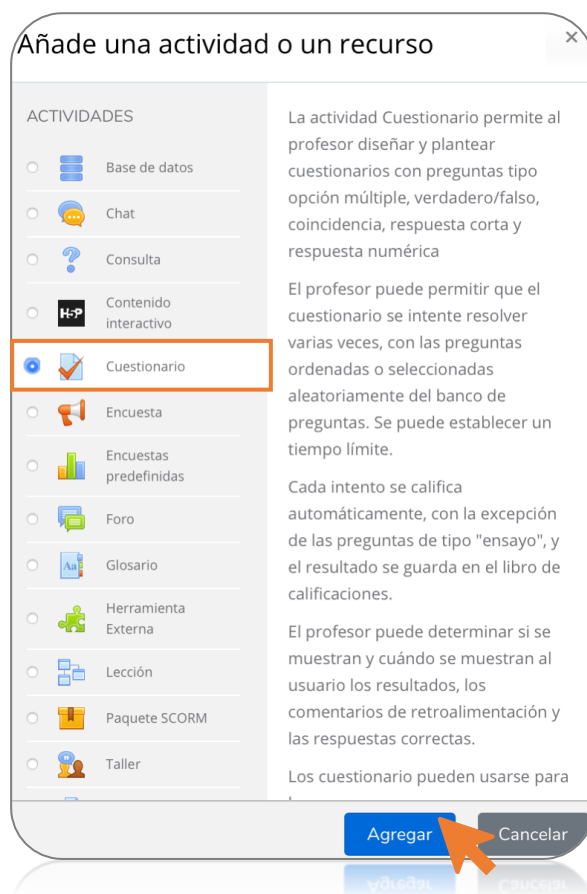 Añade una actividad o un recurso
×
ACTIVIDADES
Base de datos
Chat
Consulta
H-P
Contenido
interactivo
Cuestionario
Encuesta
Encuestas
predefinidas
Foro
Aa
Glosario
Herramienta
Externa
Lección
Paquete SCORM
Taller
La actividad Cuestionario permite al
profesor diseñar y plantear
cuestionarios con preguntas tipo
opción múltiple, verdadero/falso,
coincidencia, respuesta corta y
respuesta numérica
El profesor puede permitir que el
cuestionario se intente resolver
varias veces, con las preguntas
ordenadas o seleccionadas
aleatoriamente del banco de
preguntas. Se puede establecer un
tiempo límite.
Cada intento se califica
automáticamente, con la excepción
de las preguntas de tipo "ensayo", y
el resultado se guarda en el libro de
calificaciones.
El profesor puede determinar si se
muestran y cuándo se muestran al
usuario los resultados, los
comentarios de retroalimentación y
las respuestas correctas.
Los cuestionario pueden usarse para
Agregar
Cancelar